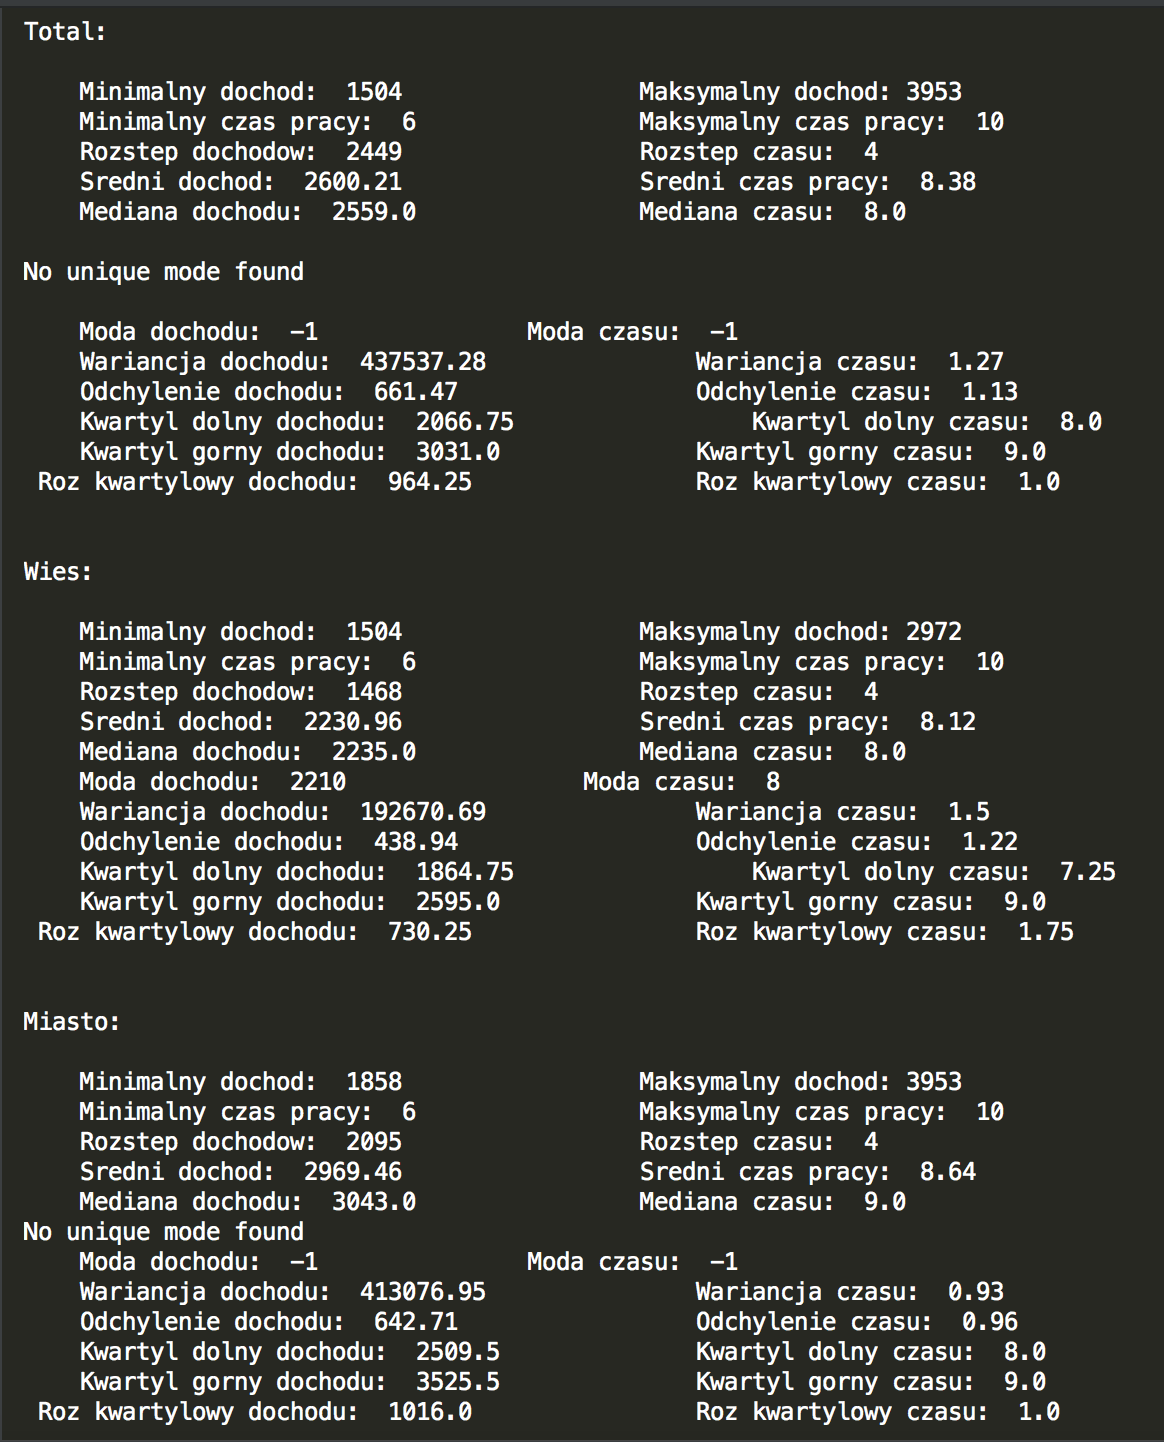 Total:
Minimalny dochod: 1504 Maksymalny dochod: 3953
Minimalny czas pracy: 6 Maksymalny czas pracy: 10
Rozstep dochodow: 2449 Rozstep czasu: 4
Sredni dochod: 2600.21 Sredni czas pracy: 8.38
Mediana dochodu: 2559.0 Mediana czasu: 8.0
No unique mode found
Moda dochodu: -1 Moda czasu: -1
Wariancja dochodu: 437537.28 Wariancja czasu: 1.27
Odchylenie dochodu: 661.47 Odchylenie czasu: 1.13
Kwartyl dolny dochodu: 2066.75 Kwartyl dolny czasu: 8.0
Kwartyl gorny dochodu: 3031.0 Kwartyl gorny czasu: 9.0
Roz kwartylowy dochodu: 964.25 Roz kwartylowy czasu: 1.0
Wies:
Minimalny dochod: 1504 Maksymalny dochod: 2972
Minimalny czas pracy: 6 Maksymalny czas pracy: 10
Rozstep dochodow: 1468 Rozstep czasu: 4
Sredni dochod: 2230.96 Sredni czas pracy: 8.12
Mediana dochodu: 2235.0 Mediana czasu: 8.0
Moda dochodu: 2210 Moda czasu: 8
Wariancja dochodu: 192670.69 Wariancja czasu: 1.5
Odchylenie dochodu: 438.94 Odchylenie czasu: 1.22
Kwartyl dolny dochodu: 1864.75 Kwartyl dolny czasu: 7.25
Kwartyl gorny dochodu: 2595.0 Kwartyl gorny czasu: 9.0
Roz kwartylowy dochodu: 730.25 Roz kwartylowy czasu: 1.75
Miasto:
Minimalny dochod: 1858 Maksymalny dochod: 3953
Minimalny czas pracy: 6 Maksymalny czas pracy: 10
Rozstep dochodow: 2095 Rozstep czasu: 4
Sredni dochod: 2969.46 Sredni czas pracy: 8.64
Mediana dochodu: 3043.0 Mediana czasu: 9.0
No unique mode found
Moda dochodu: -1 Moda czasu: -1
Wariancja dochodu: 413076.95 Wariancja czasu: 0.93
Odchylenie dochodu: 642.71 Odchylenie czasu: 0.96
Kwartyl dolny dochodu: 2509.5 Kwartyl dolny czasu: 8.0
Kwartyl gorny dochodu: 3525.5 Kwartyl gorny czasu: 9.0
Roz kwartylowy dochodu: 1016.0 Roz kwartylowy czasu: 1.0